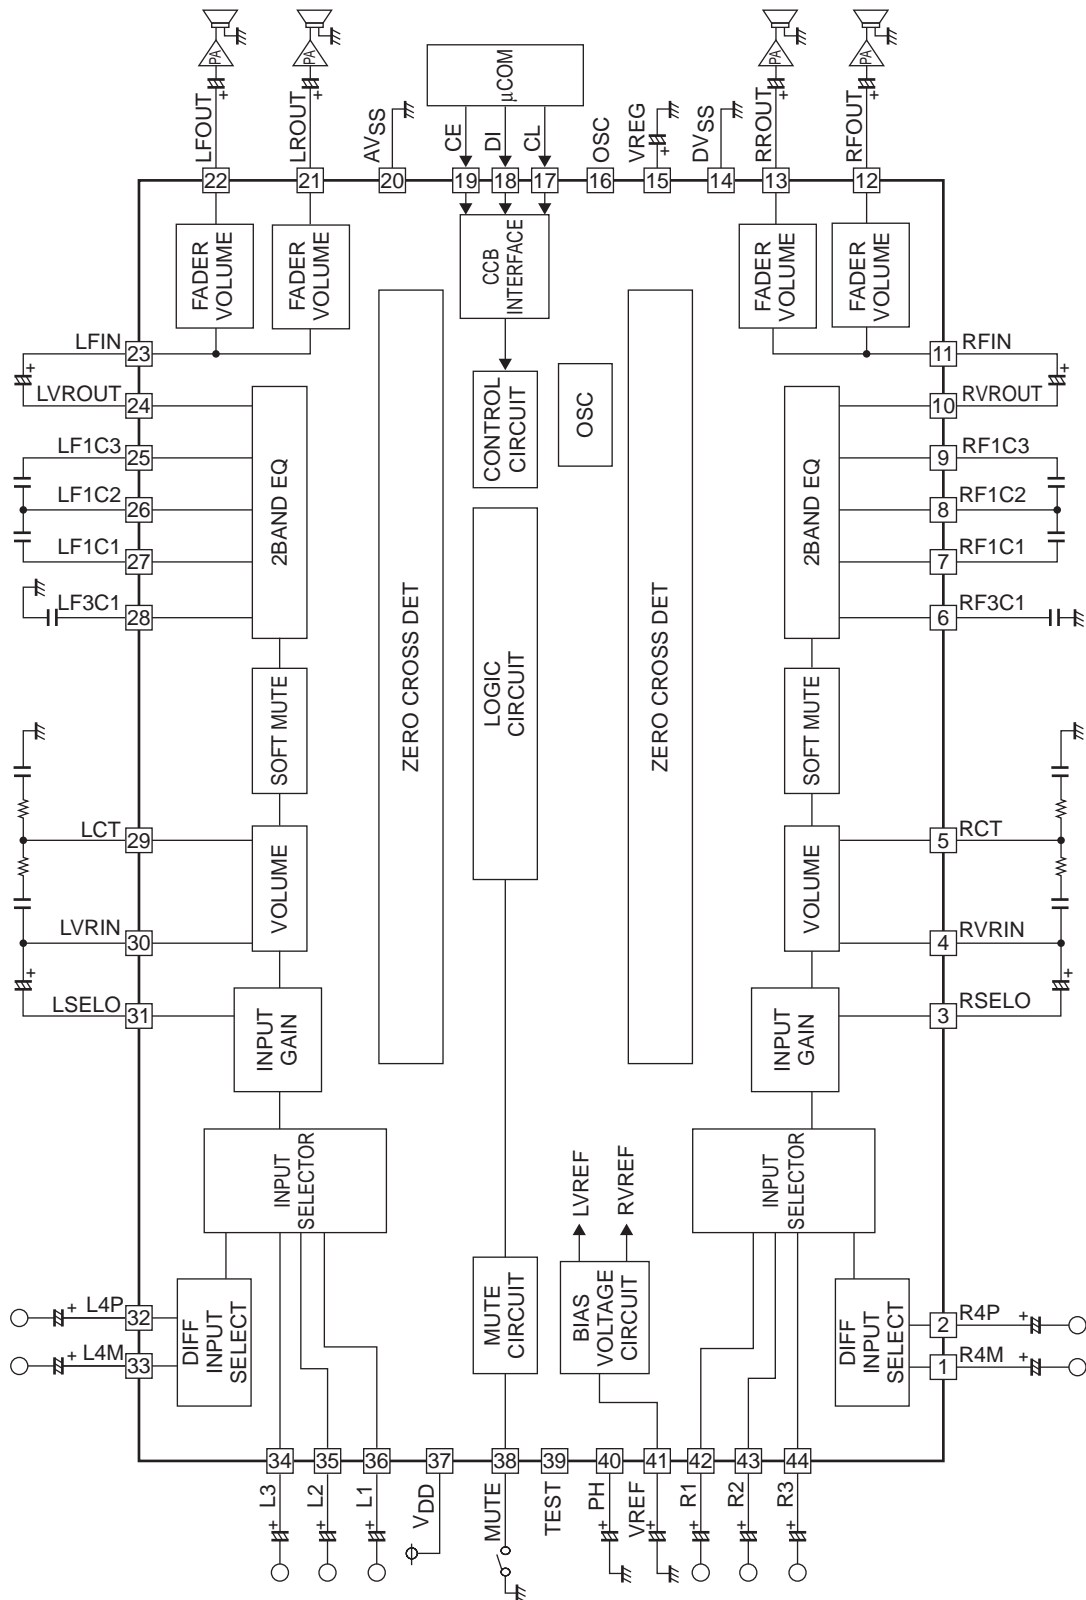 PA
PA
PA
PA
μCOM
LFOUT
LROUT
AVSS
CE
DI
CL
OSC
VREG
DVSS
RROUT
RFOUT
22
21
20
19
18
17
16
15
14
13
12
FADER
VOLUME
FADER
VOLUME
CCB
INTERFACE
FADER
VOLUME
FADER
VOLUME
LFIN
23
LVROUT
24
LF1C3
25
LF1C2
26
LF1C1
27
LF3C1
28
2BAND EQ
ZERO CROSS DET
CONTROL
CIRCUIT
OSC
LOGIC
CIRCUIT
ZERO CROSS DET
2BAND EQ
11
RFIN
10
RVROUT
9
RF1C3
8
RF1C2
7
RF1C1
6
RF3C1
SOFT MUTE
SOFT MUTE
LCT
29
LVRIN
30
VOLUME
VOLUME
5
RCT
4
RVRIN
LSELO
31
INPUT
GAIN
INPUT
GAIN
3
RSELO
INPUT
SELECTOR
LVREF
RVREF
INPUT
SELECTOR
+ L4P
32
+ L4M
33
DIFF
INPUT
SELECT
MUTE
CIRCUIT
BIAS
VOLTAGE
CIRCUIT
DIFF
INPUT
SELECT
2
R4P +
1
R4M +
34
35
36
37
38
39
40
41
42
43
44
L3
L2
L1
VDD
MUTE
TEST
PH
VREF
R1
R2
R3